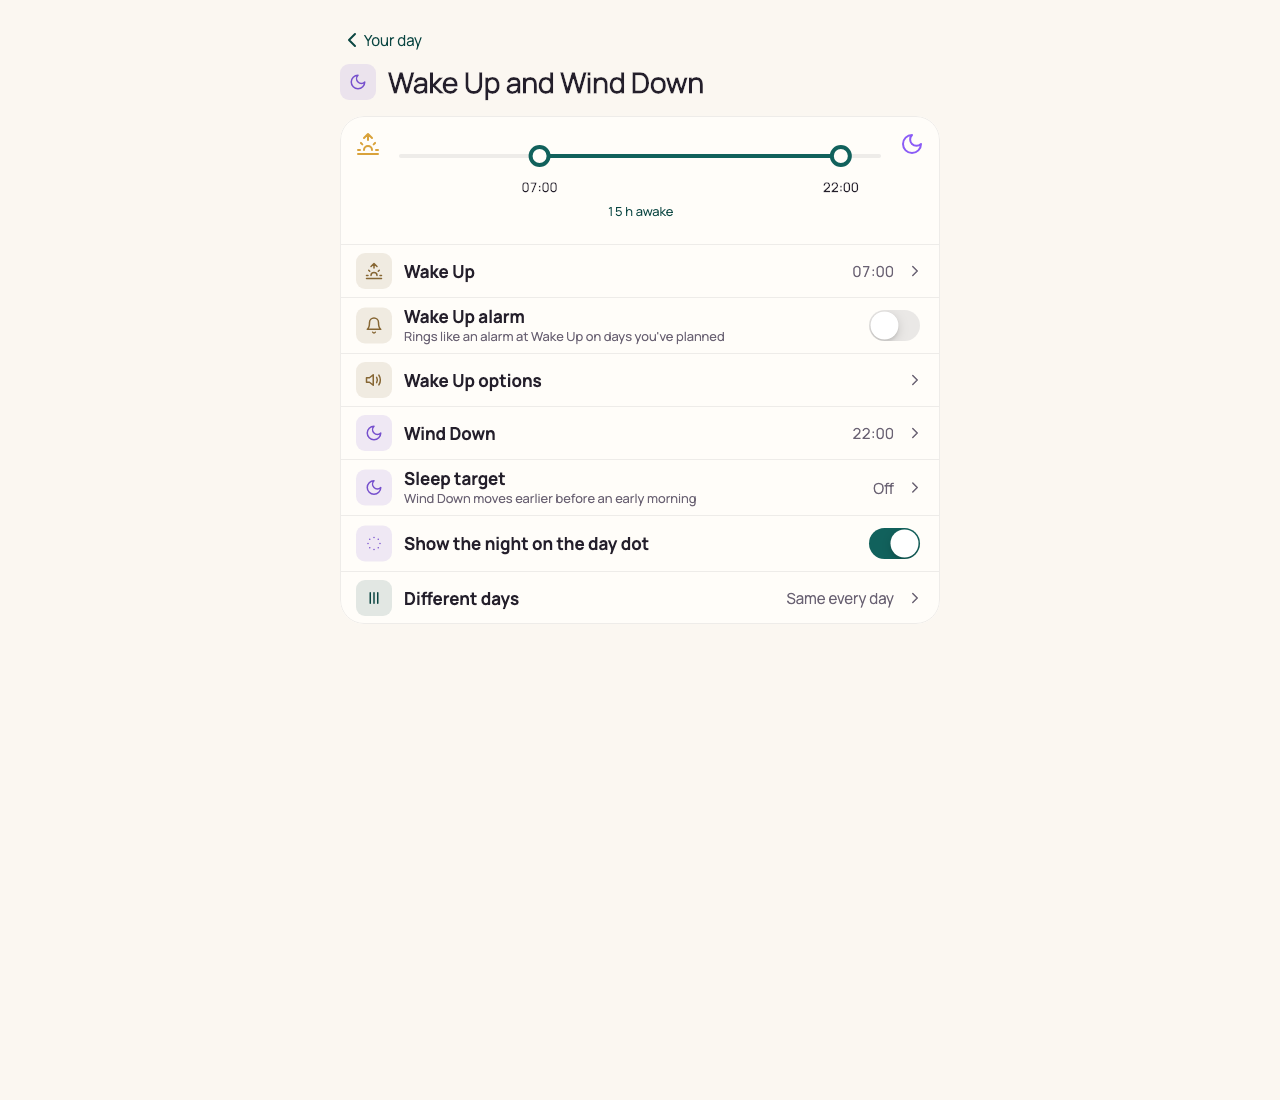 Your day
Wake Up and Wind Down
07:00 22:00
15 h awake
Wake Up 07:00
Wake Up alarm
Rings like an alarm at Wake Up on days you've planned
Wake Up options
Wind Down 22:00
Sleep target
Wind Down moves earlier before an early morning
Off
Show the night on the day dot
Different days Same every day